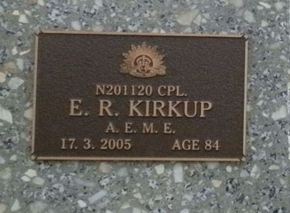 N201120 CPL.
E. R. KIRKUP
A. E. M. E.
17. 3. 2005 AGE 84